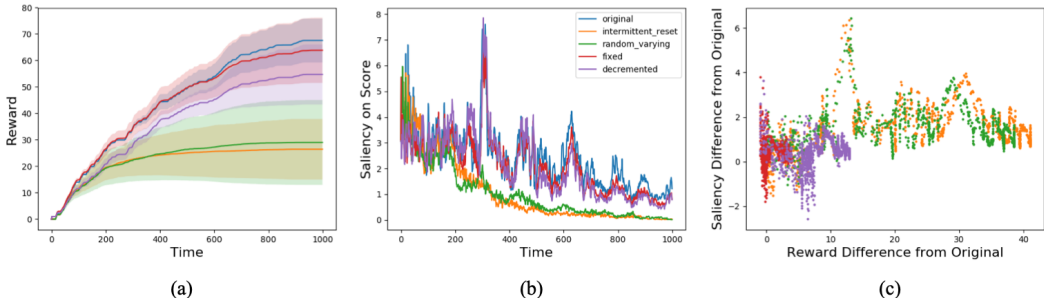 80
70
60
50
40
30
20
10
0
Reward
0 200 400 600 800 1000
Time
(a)
8
7
6
5
4
3
2
1
0
Saliency on Score
original
intermittent_reset
random_varying
fixed
decremented
0 200 400 600 800 1000
Time
(b)
6
4
2
0
−2
Saliency Difference from Original
0 10 20 30 40
Reward Difference from Original
(c)